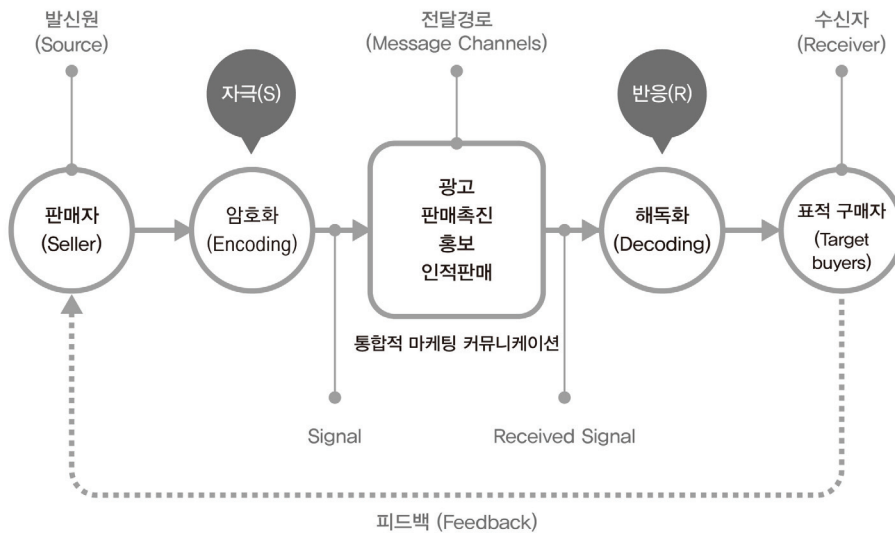 발신원
(Source)
전달경로
(Message Channels)
수신자
(Receiver)
자극(S)
반응(R)
판매자
(Seller)
암호화
(Encoding)
광고
판매촉진
홍보
인적판매
해독화
(Decoding)
표적 구매자
(Target
buyers)
통합적 마케팅 커뮤니케이션
Signal
Received Signal
피드백 (Feedback)